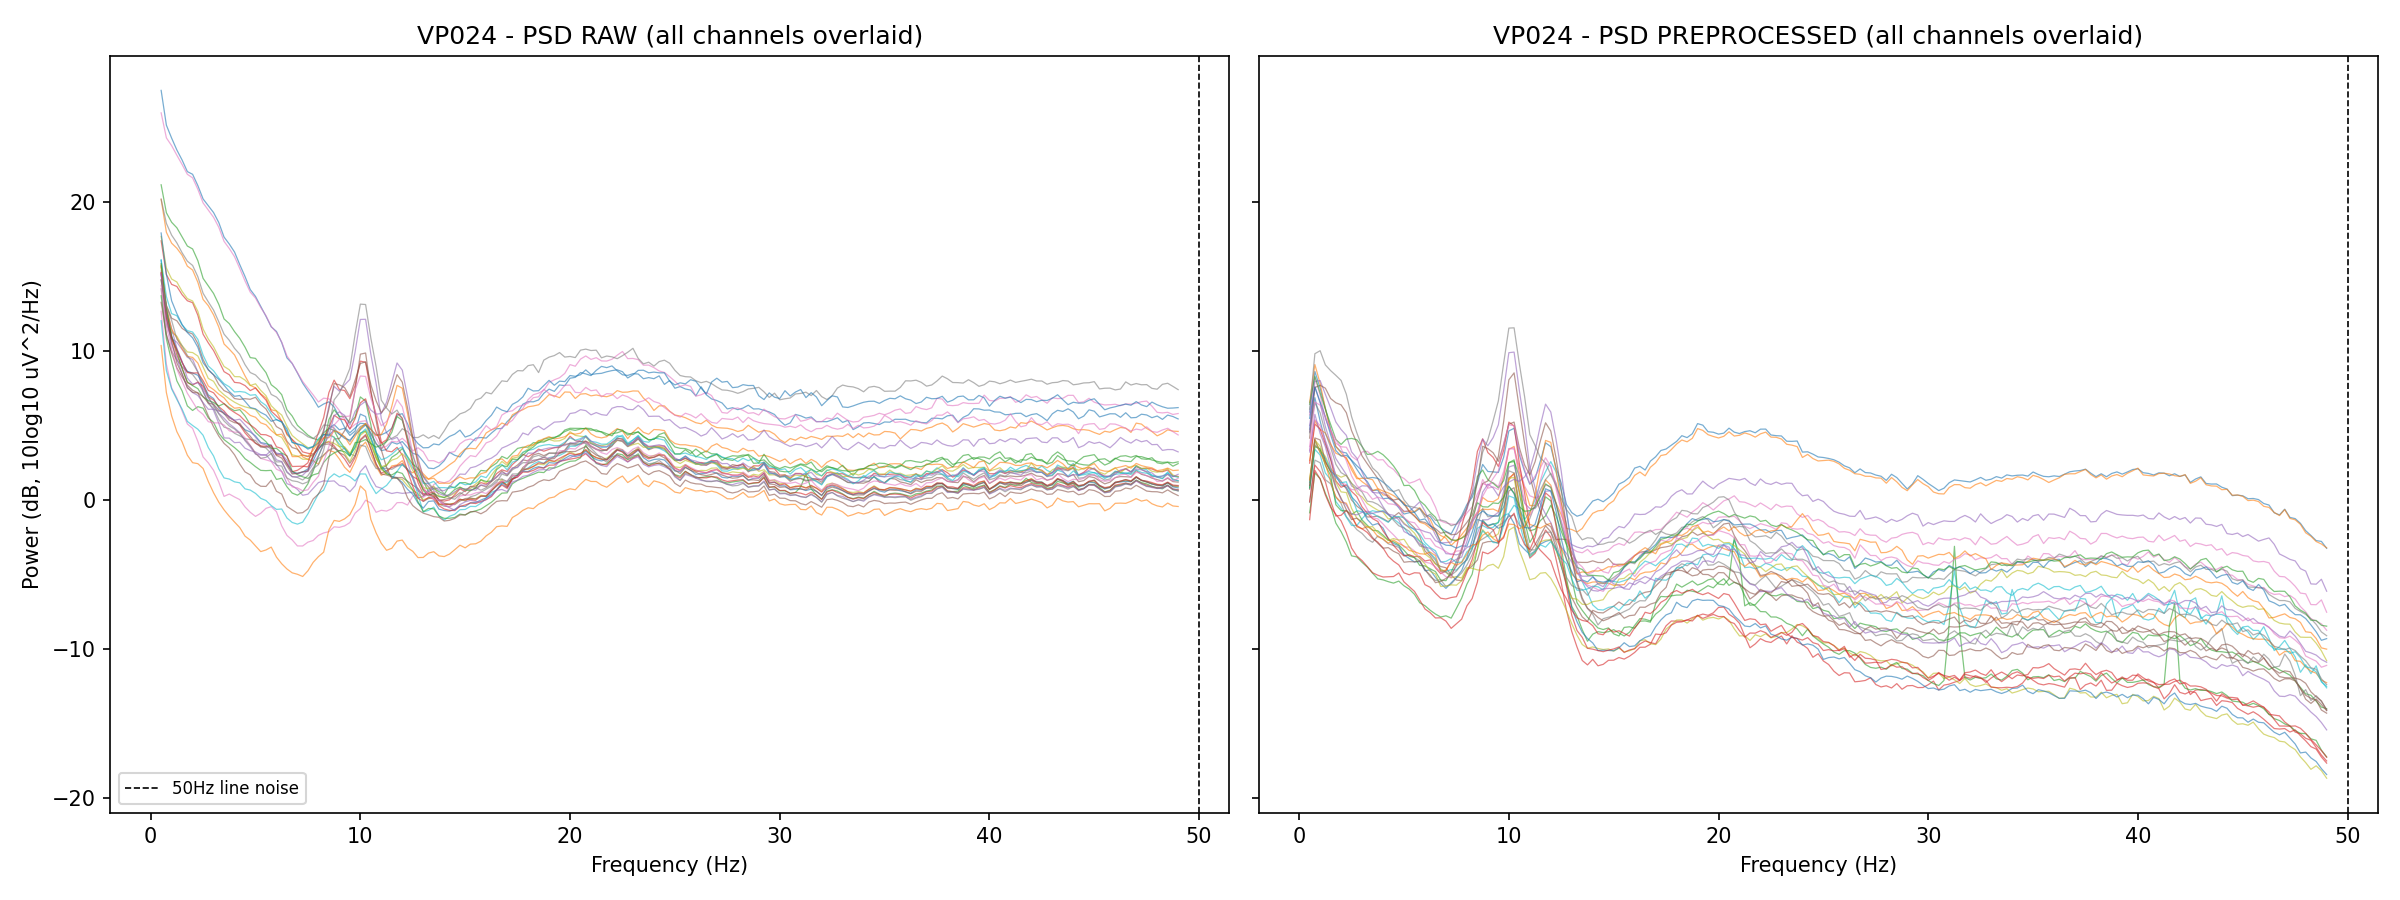 VP024 - PSD RAW (all channels overlaid)
Power (dB, 10log10 uV^2/Hz)
20
10
0
−10
−20
50Hz line noise
0 10 20 30 40 50
Frequency (Hz)
VP024 - PSD PREPROCESSED (all channels overlaid)
0 10 20 30 40 50
Frequency (Hz)